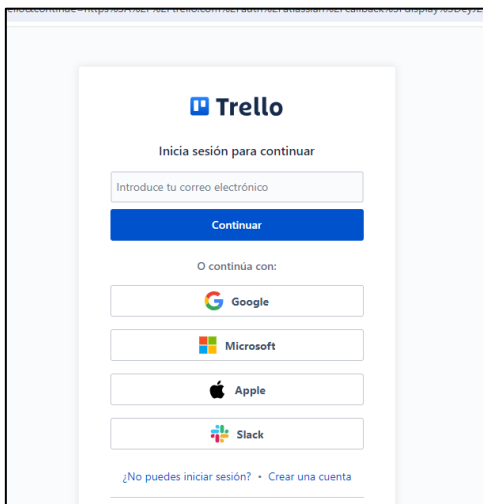 Trello
Inicia sesión para continuar
Introduce tu correo electrónico
Continuar
O continúa con:
Google
Microsoft
Apple
Slack
¿No puedes iniciar sesión? • Crear una cuenta